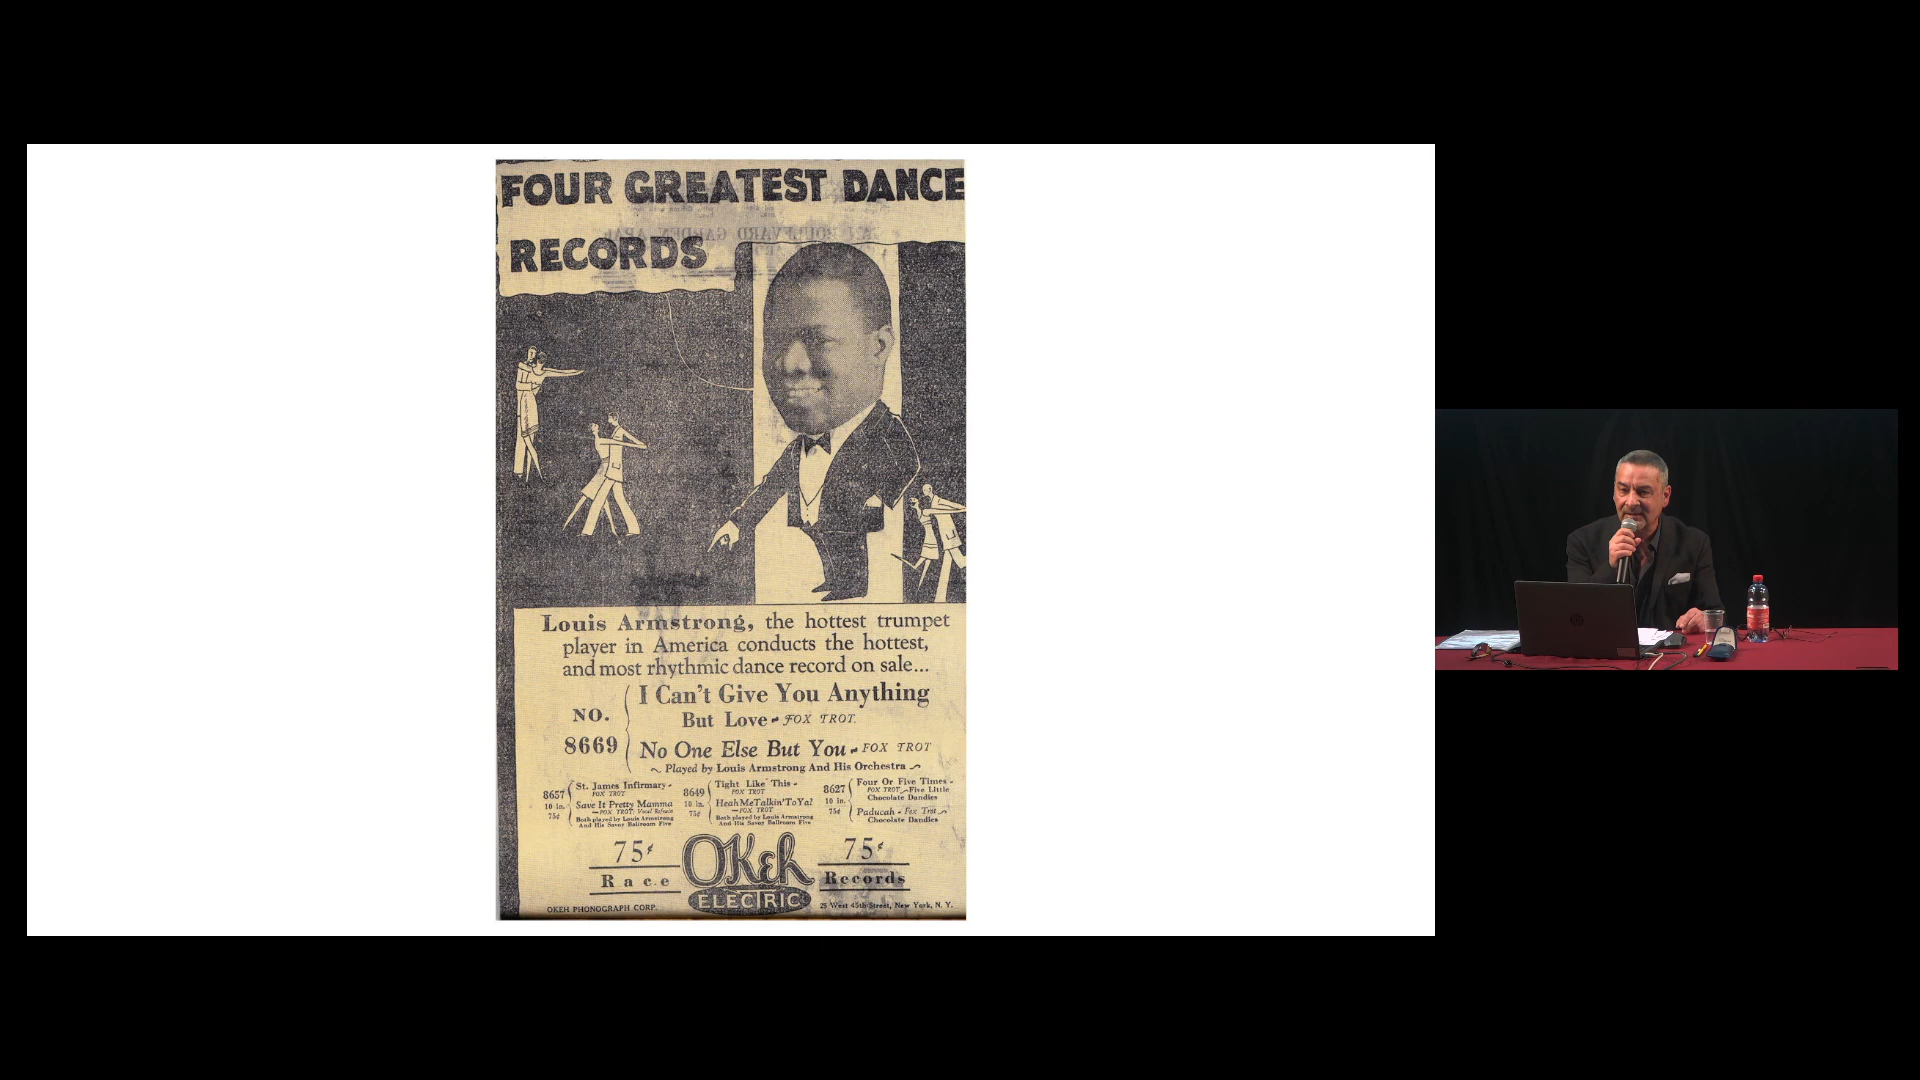 FOUR GREATEST DANCE
RECORDS
Louis Armstrong, the hottest trumpet
player in America conducts the hottest,
and most rhythmic dance record on sale...
NO.
8669
I Can't Give You Anything
But Love - FOX TROT.
No One Else But You - FOX TROT
~ Played by Louis Armstrong And His Orchestra ~
8657
10 in.
75¢
St. James Infirmary -
FOX TROT
Save It Pretty Mamma
—FOX TROT, Vocal Refrain
Both played by Louis Armstrong
And His Savoy Ballroom Five
8649
10 in.
75¢
Tight Like This -
FOX TROT
Heah Me Talkin' To Ya!
—FOX TROT
Both played by Louis Armstrong
And His Savoy Ballroom Five
8627
10 in.
75¢
Four Or Five Times -
FOX TROT - Five Little
Chocolate Dandies
Paducah - Fox Trot -
Chocolate Dandies
75¢
Race
OKeh
ELECTRIC
75¢
Records
OKEH PHONOGRAPH CORP.
25 West 45th Street, New York, N. Y.